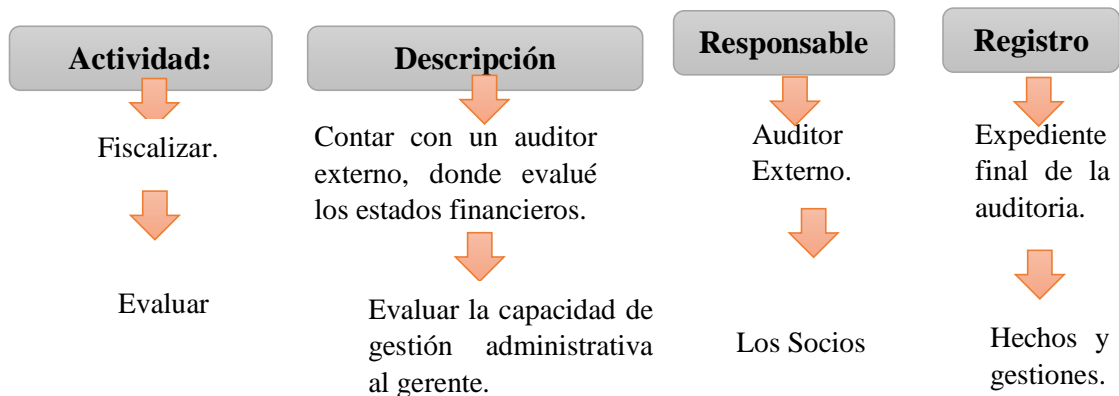 Actividad:
Descripción
Responsable
Registro
Fiscalizar.
Contar con un auditor
externo, donde evalué
los estados financieros.
Auditor
Externo.
Expediente
final de la
auditoria.
Evaluar
Evaluar la capacidad de
gestión administrativa
al gerente.
Los Socios
Hechos y
gestiones.